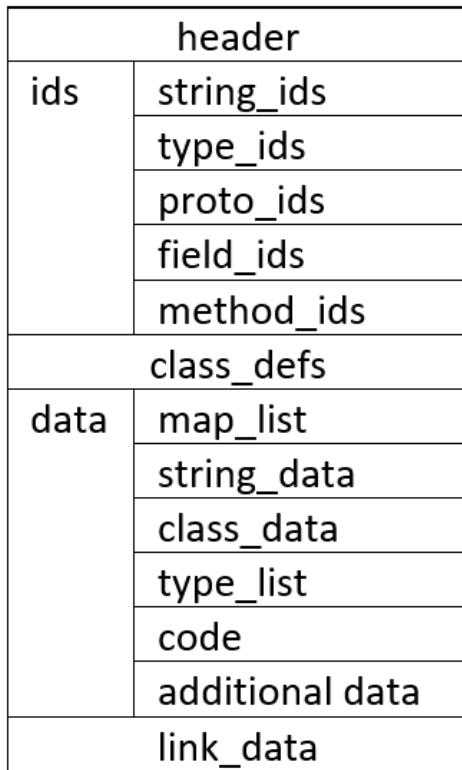 header
ids string_ids
type_ids
proto_ids
field_ids
method_ids
class_defs
data map_list
string_data
class_data
type_list
code
additional data
link_data